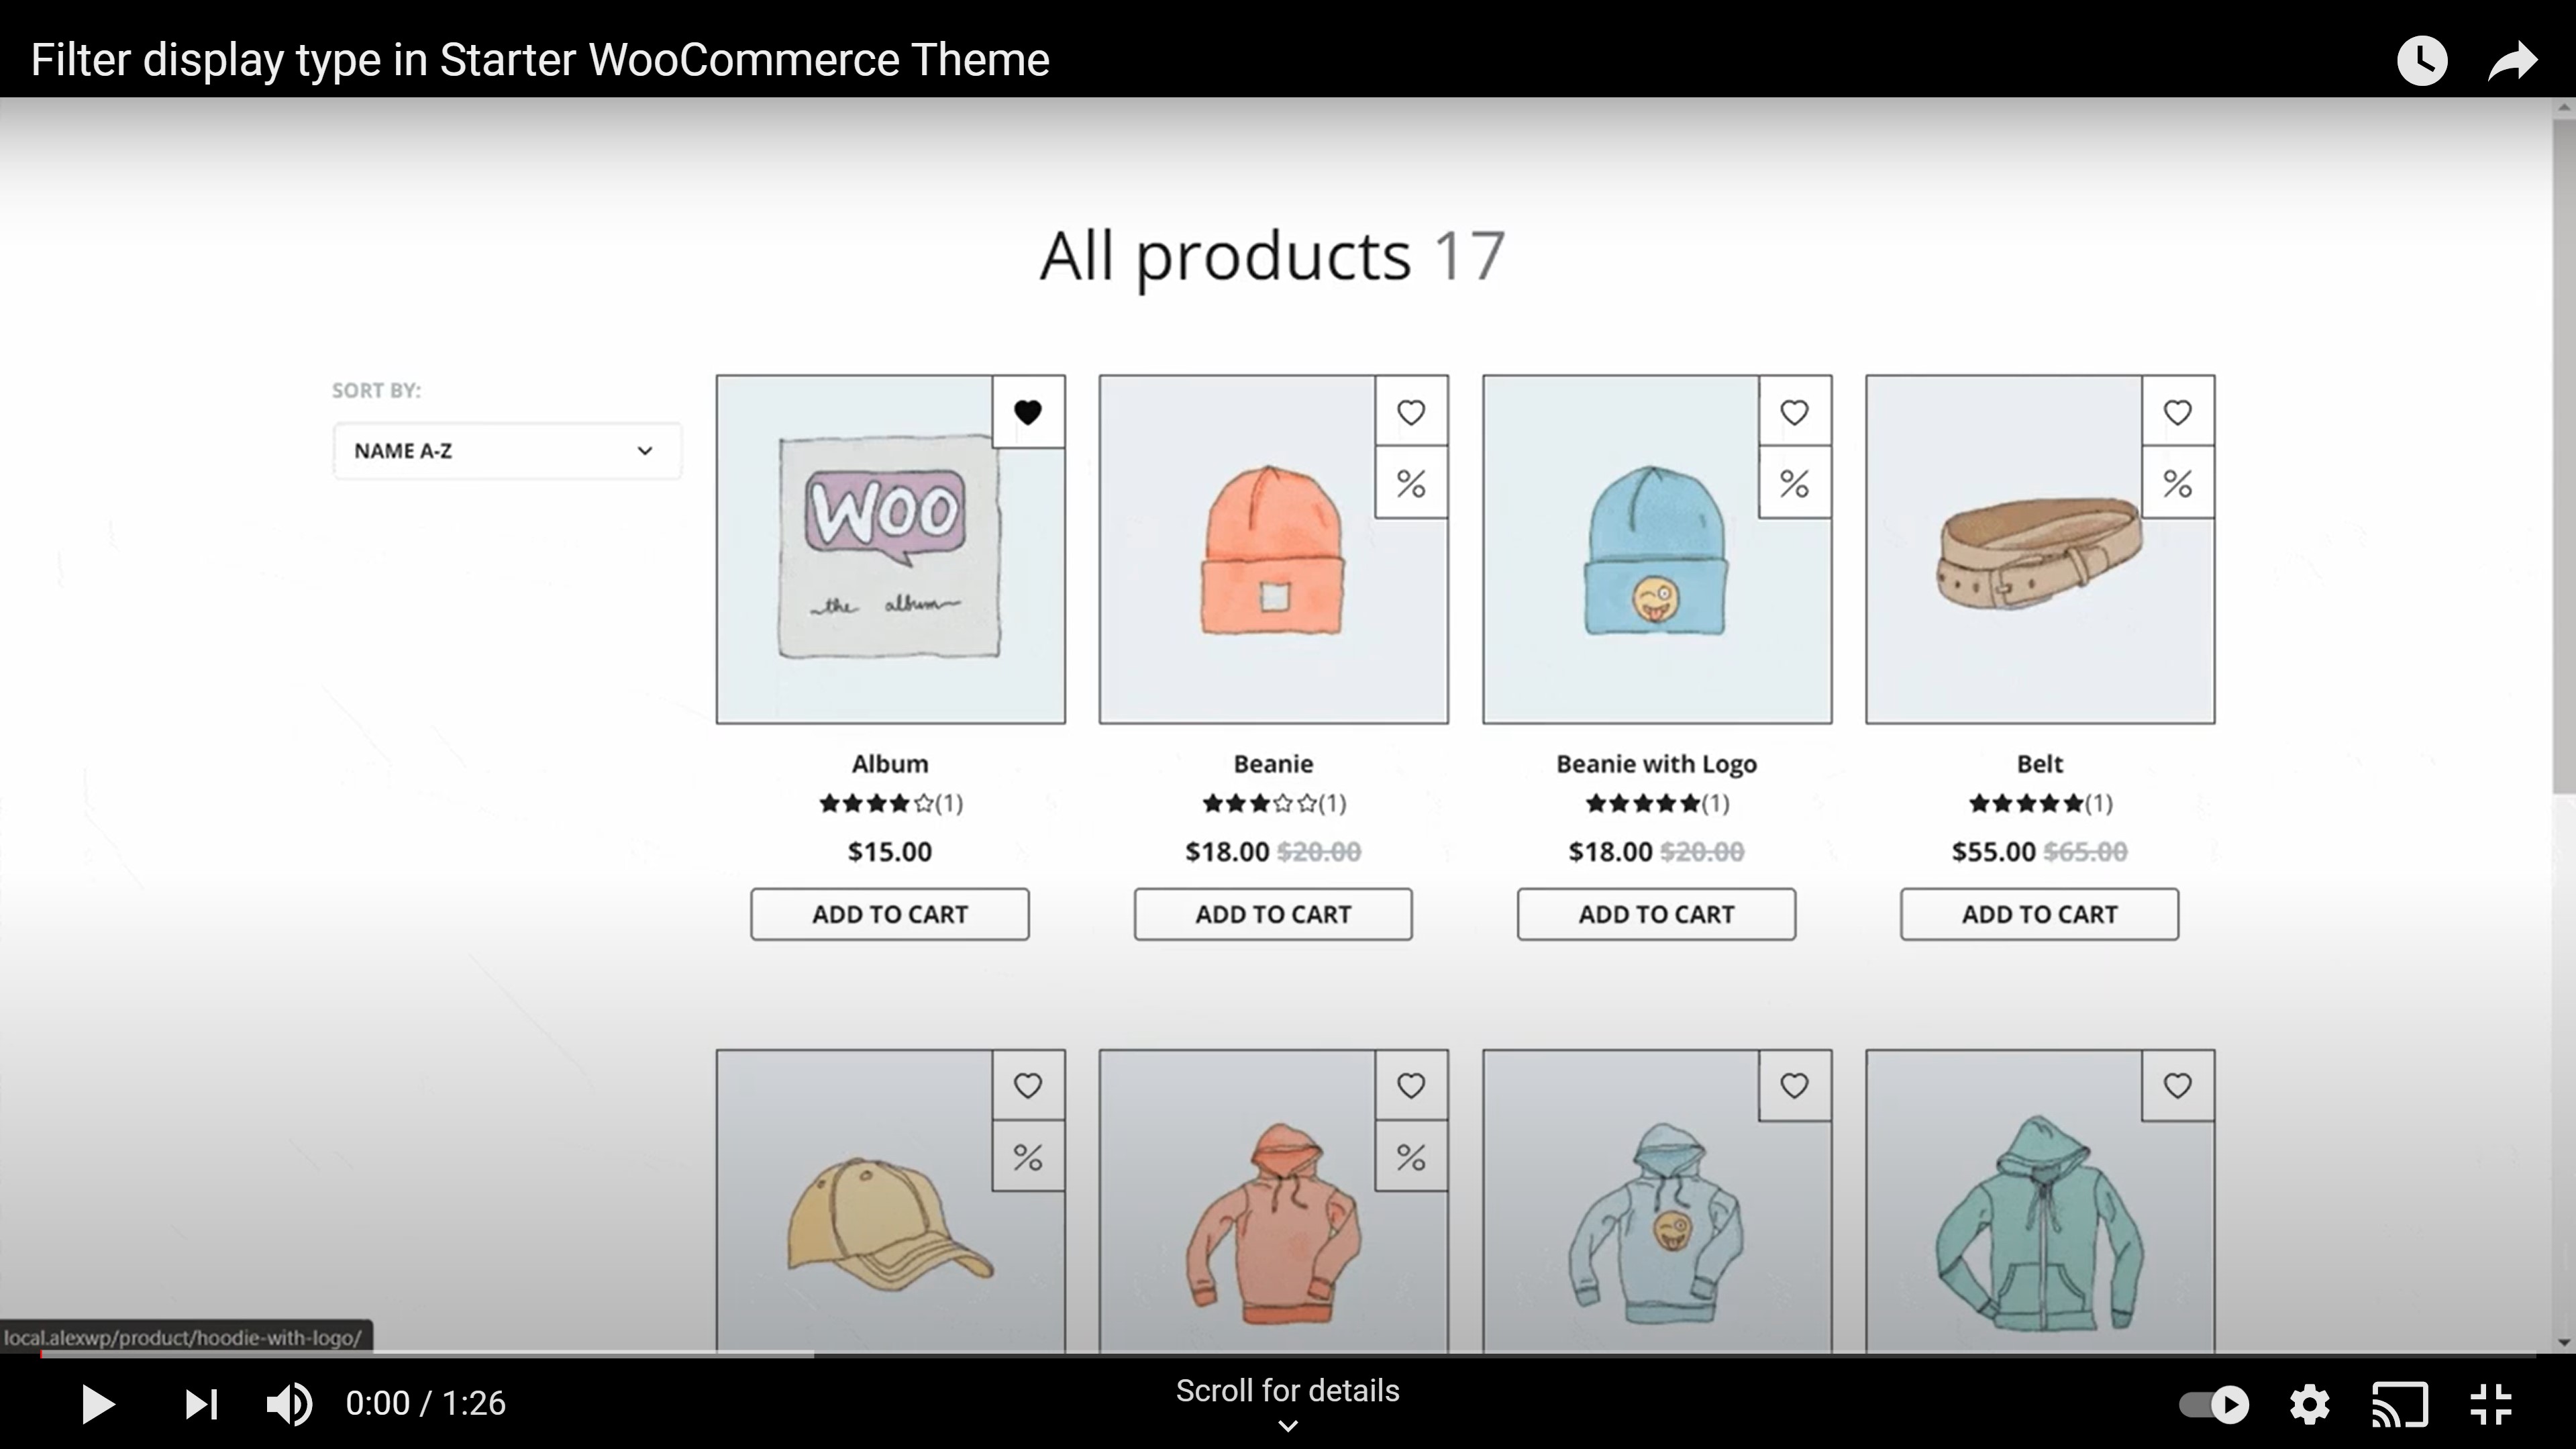 Filter display type in Starter WooCommerce Theme
All products 17
SORT BY:
NAME A-Z
WOO
the album
Album
(1)
$15.00
ADD TO CART
Beanie
(1)
$18.00 $20.00
ADD TO CART
Beanie with Logo
(1)
$18.00 $20.00
ADD TO CART
Belt
(1)
$55.00 $65.00
ADD TO CART
%
%
%
%
%
local.alexwp/product/hoodie-with-logo/
0:00 / 1:26
Scroll for details